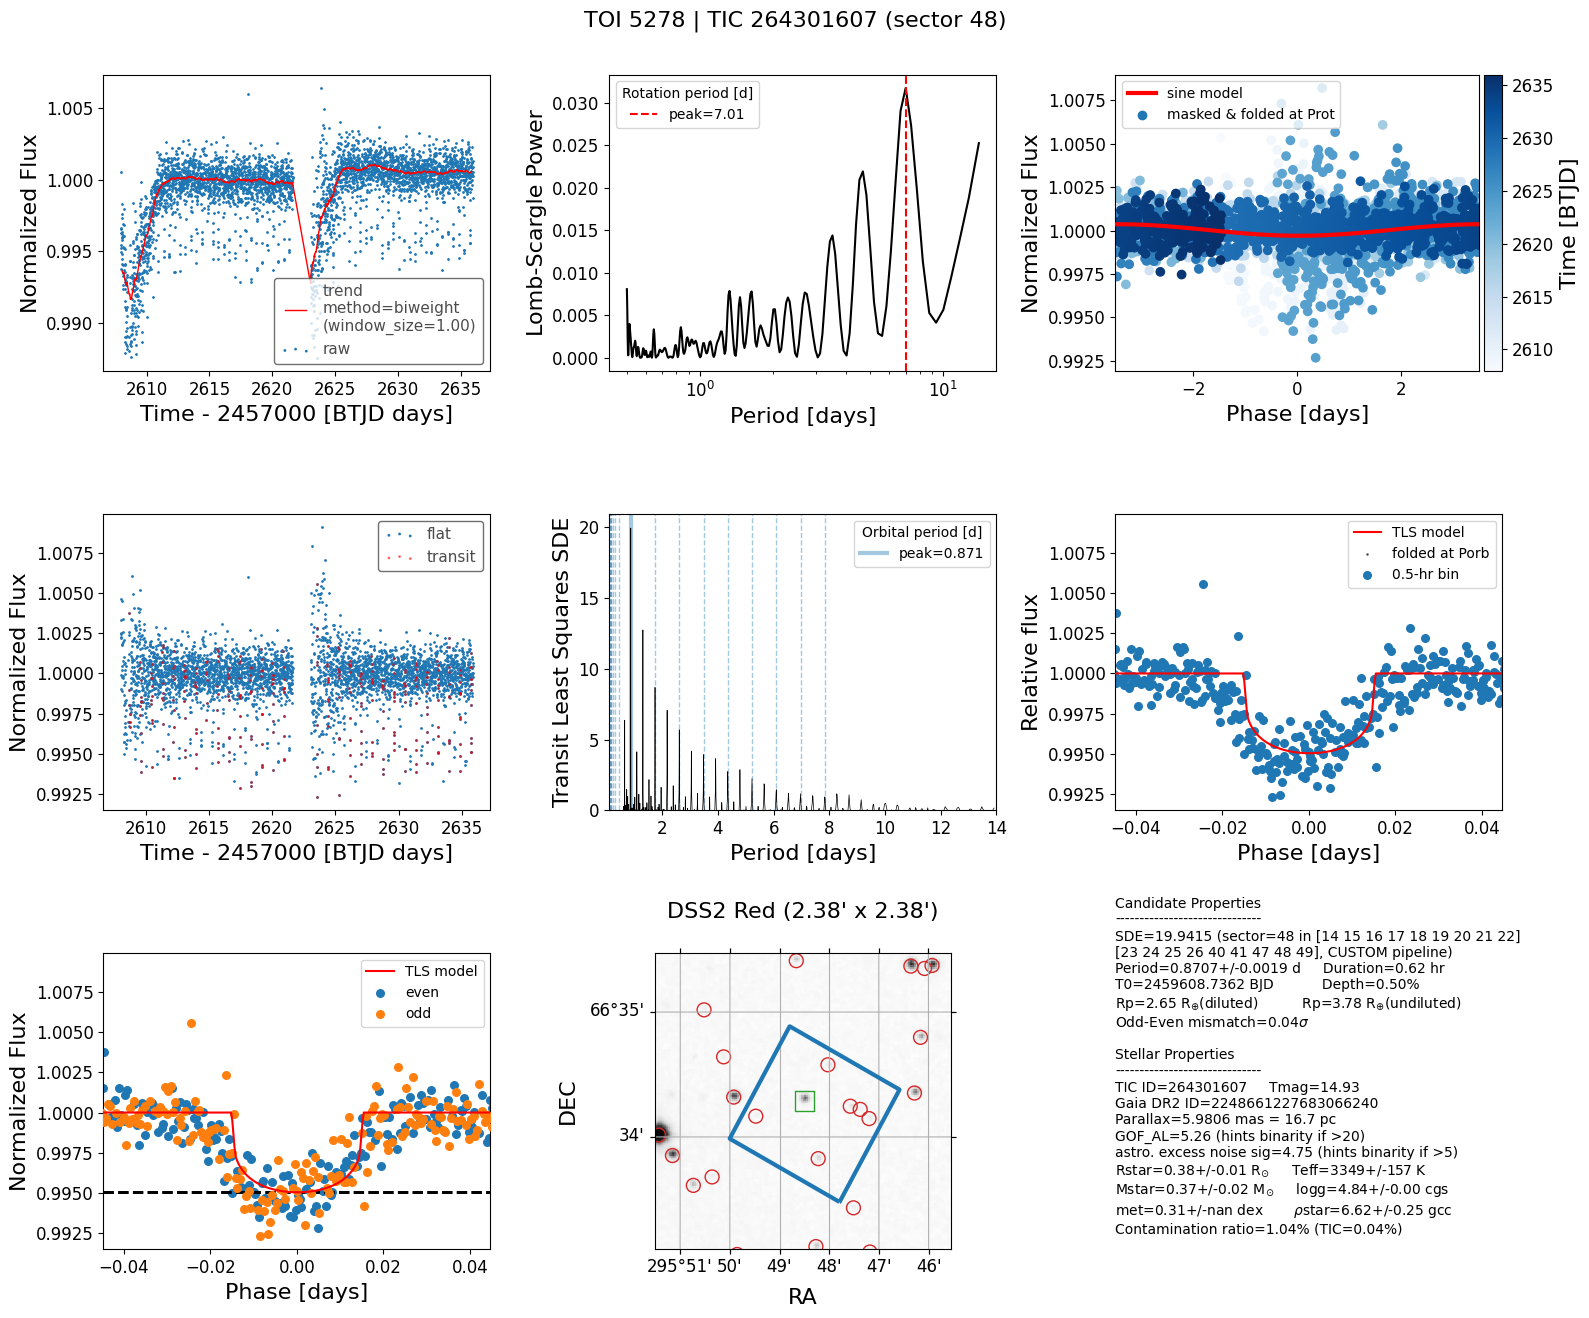 TOI 5278 | TIC 264301607 (sector 48)
Normalized Flux
1.005
1.000
0.995
0.990
trend
method=biweight
(window_size=1.00)
raw
2610 2615 2620 2625 2630 2635
Time - 2457000 [BTJD days]
Lomb-Scargle Power
0.030
0.025
0.020
0.015
0.010
0.005
0.000
Rotation period [d]
peak=7.01
10⁰ 10¹
Period [days]
Normalized Flux
1.0075
1.0050
1.0025
1.0000
0.9975
0.9950
0.9925
sine model
masked & folded at Prot
−2 0 2
Phase [days]
2635
2630
2625
2620
2615
2610
Time [BTJD]
Normalized Flux
1.0075
1.0050
1.0025
1.0000
0.9975
0.9950
0.9925
flat
transit
2610 2615 2620 2625 2630 2635
Time - 2457000 [BTJD days]
Transit Least Squares SDE
20
15
10
5
0
Orbital period [d]
peak=0.871
2 4 6 8 10 12 14
Period [days]
Relative flux
1.0075
1.0050
1.0025
1.0000
0.9975
0.9950
0.9925
TLS model
folded at Porb
0.5-hr bin
−0.04 −0.02 0.00 0.02 0.04
Phase [days]
Normalized Flux
1.0075
1.0050
1.0025
1.0000
0.9975
0.9950
0.9925
TLS model
even
odd
−0.04 −0.02 0.00 0.02 0.04
Phase [days]
DSS2 Red (2.38' x 2.38')
DEC
66°35'
34'
295°51' 50' 49' 48' 47' 46'
RA
Candidate Properties
------------------------------
SDE=19.9415 (sector=48 in [14 15 16 17 18 19 20 21 22]
[23 24 25 26 40 41 47 48 49], CUSTOM pipeline)
Period=0.8707+/-0.0019 d Duration=0.62 hr
T0=2459608.7362 BJD Depth=0.50%
Rp=2.65 R⊕(diluted) Rp=3.78 R⊕(undiluted)
Odd-Even mismatch=0.04σ
Stellar Properties
------------------------------
TIC ID=264301607 Tmag=14.93
Gaia DR2 ID=2248661227683066240
Parallax=5.9806 mas = 16.7 pc
GOF_AL=5.26 (hints binarity if >20)
astro. excess noise sig=4.75 (hints binarity if >5)
Rstar=0.38+/-0.01 R⊙ Teff=3349+/-157 K
Mstar=0.37+/-0.02 M⊙ logg=4.84+/-0.00 cgs
met=0.31+/-nan dex ρstar=6.62+/-0.25 gcc
Contamination ratio=1.04% (TIC=0.04%)